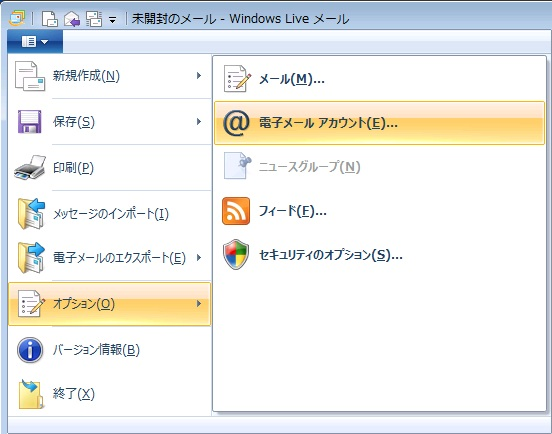 未開封のメール - Windows Live メール
新規作成(N)
保存(S)
印刷(P)
メッセージのインポート(I)
電子メールのエクスポート(E)
オプション(O)
バージョン情報(B)
終了(X)
メール(M)...
電子メール アカウント(E)...
ニュースグループ(N)
フィード(F)...
セキュリティのオプション(S)...